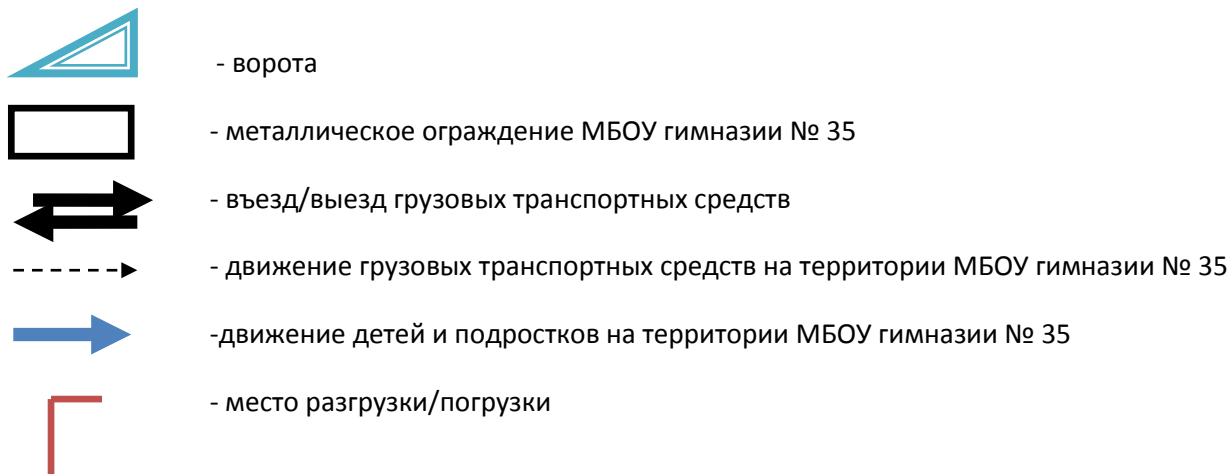 - ворота
- металлическое ограждение МБОУ гимназии № 35
- въезд/выезд грузовых транспортных средств
- движение грузовых транспортных средств на территории МБОУ гимназии № 35
-движение детей и подростков на территории МБОУ гимназии № 35
- место разгрузки/погрузки